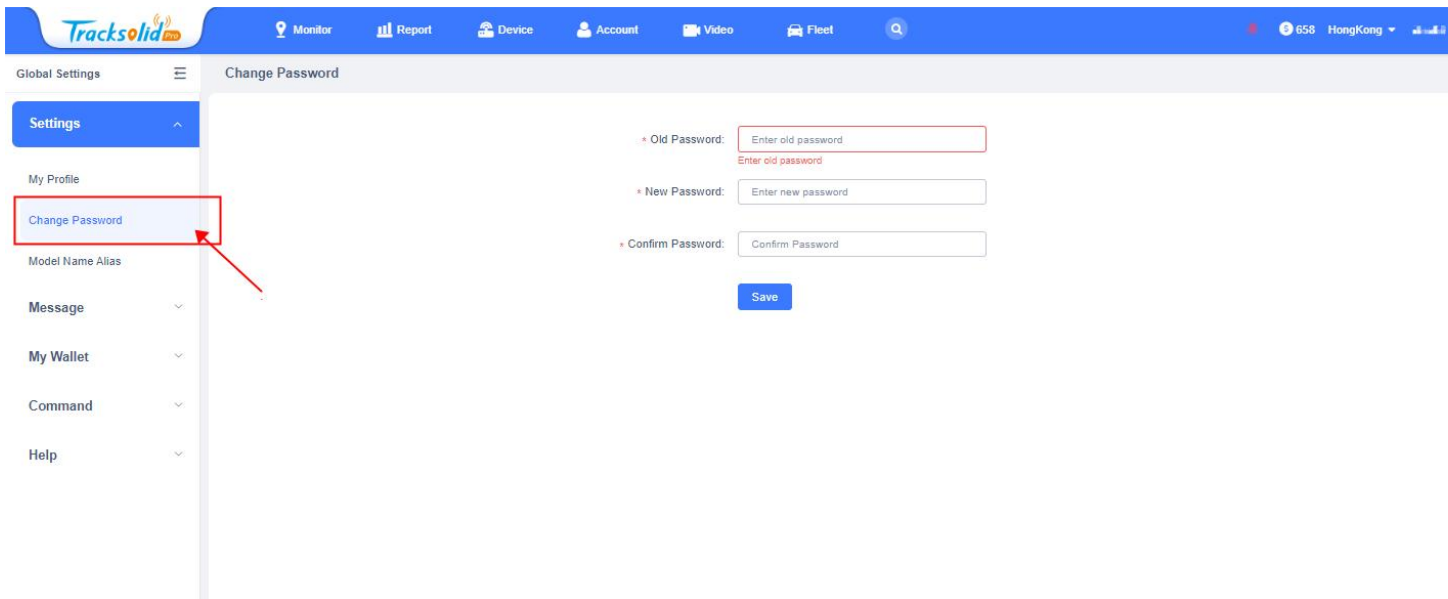 Tracksolid Pro
Monitor Report Device Account Video Fleet 658 HongKong
Global Settings
Change Password
Settings
My Profile
Change Password
Model Name Alias
Message
My Wallet
Command
Help
* Old Password: Enter old password
Enter old password
* New Password: Enter new password
* Confirm Password: Confirm Password
Save